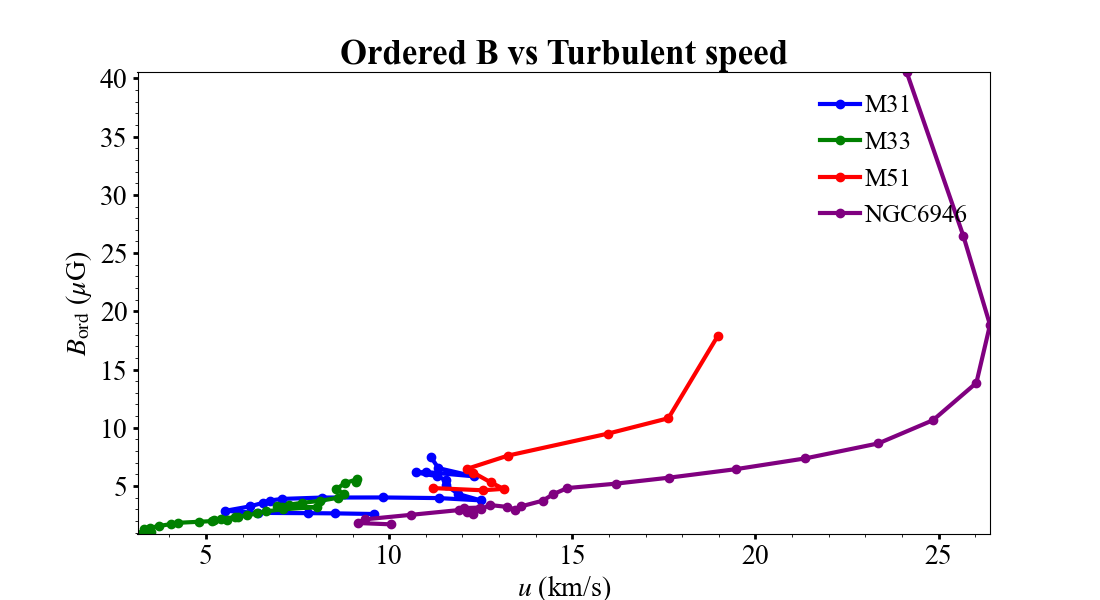 Ordered B vs Turbulent speed
40
35
30
25
20
15
10
5
B_ord (μG)
M31
M33
M51
NGC6946
5 10 15 20 25
u (km/s)